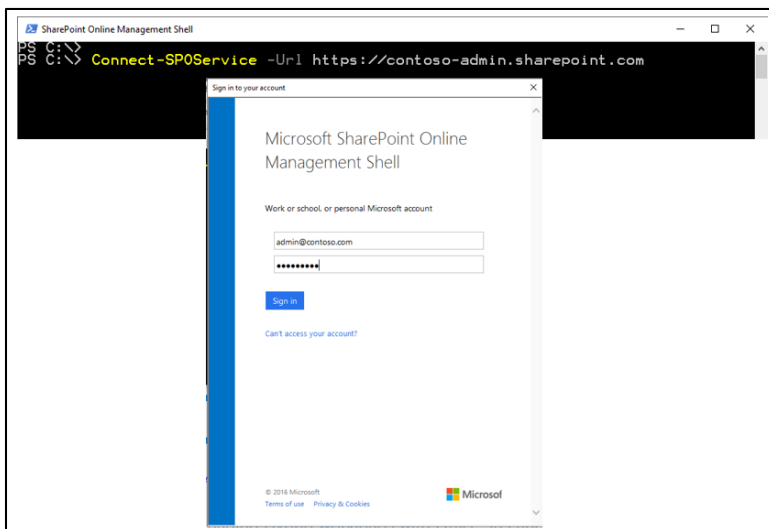 SharePoint Online Management Shell
PS C:\>
PS C:\> Connect-SPOService -Url https://contoso-admin.sharepoint.com
Sign in to your account
Microsoft SharePoint Online
Management Shell
Work or school, or personal Microsoft account
admin@contoso.com
•••••••••
Sign in
Can't access your account?
© 2016 Microsoft
Terms of use Privacy & Cookies
Microsof